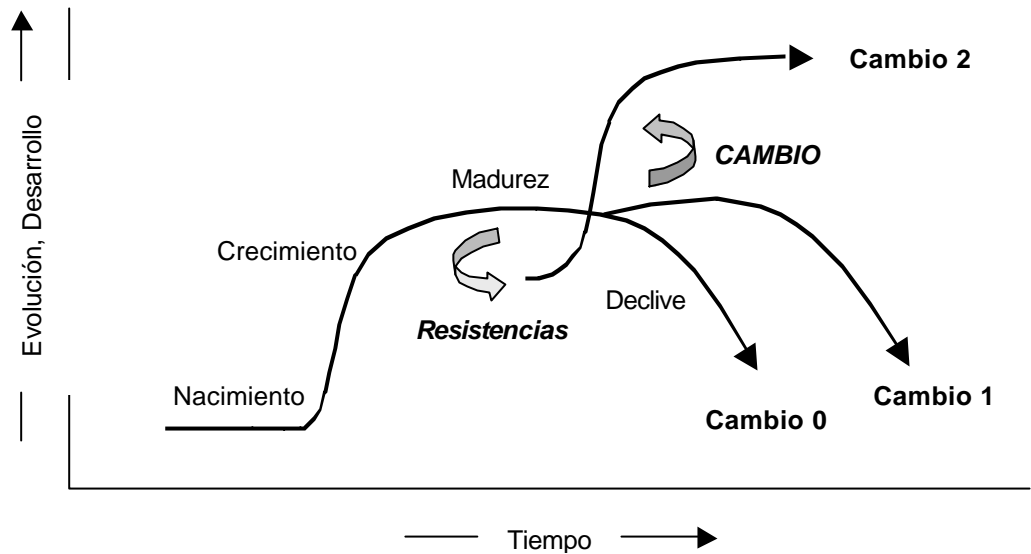 Cambio 2
CAMBIO
Madurez
Crecimiento
Evolución, Desarrollo
Declive
Resistencias
Nacimiento
Cambio 1
Cambio 0
Tiempo